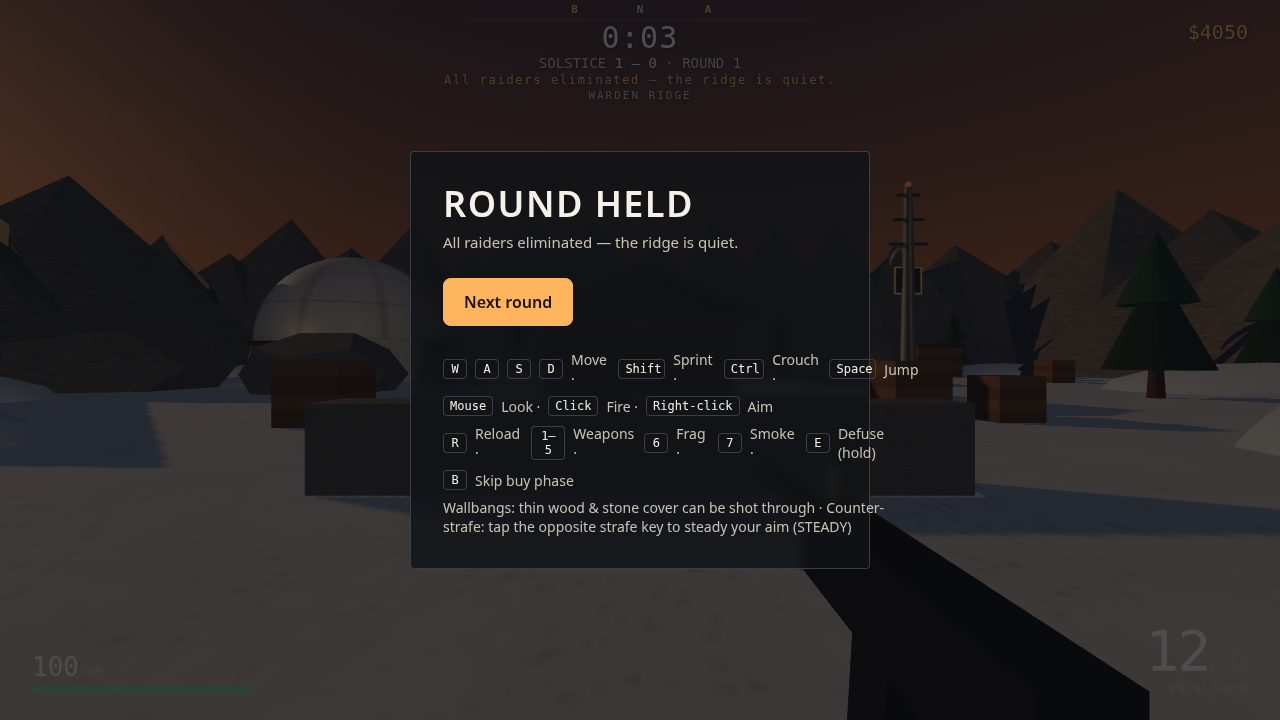 B N A
0:03
$4050
SOLSTICE 1 — 0 · ROUND 1
All raiders eliminated — the ridge is quiet.
WARDEN RIDGE
ROUND HELD
All raiders eliminated — the ridge is quiet.
Next round
W A S D Move · Shift Sprint · Ctrl Crouch · Space Jump
Mouse Look · Click Fire · Right-click Aim
R Reload · 1–5 Weapons · 6 Frag · 7 Smoke · E Defuse (hold)
B Skip buy phase
Wallbangs: thin wood & stone cover can be shot through · Counter-
strafe: tap the opposite strafe key to steady your aim (STEADY)
100 HP
12 / 48
P9 Sidearm